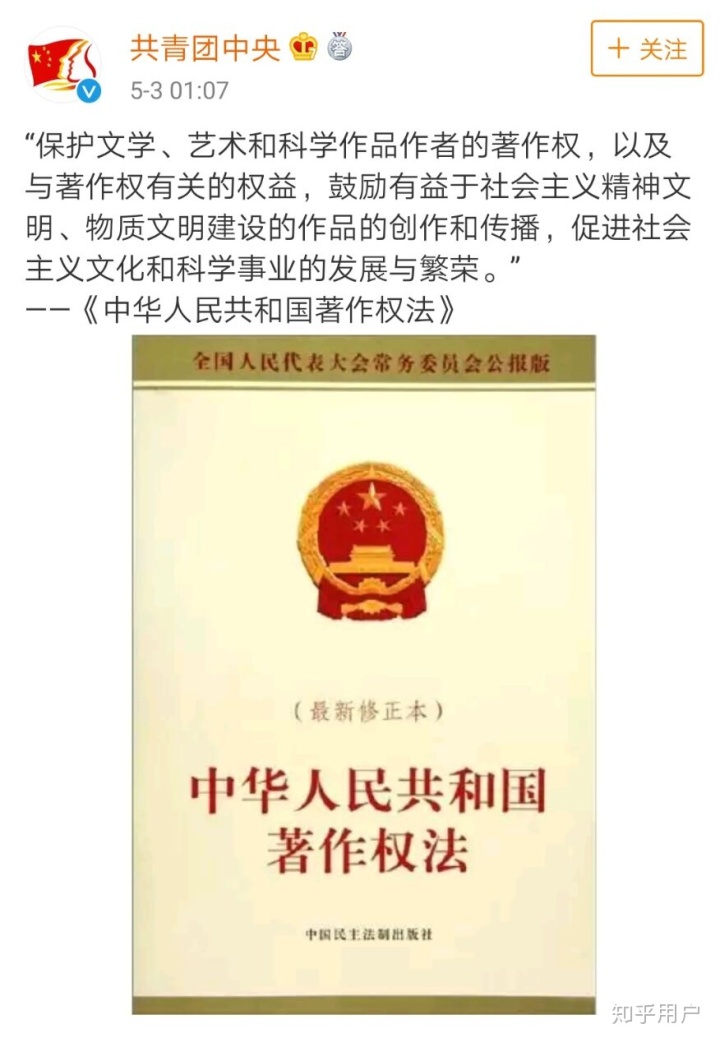 共青团中央
5-3 01:07
+ 关注
“保护文学、艺术和科学作品作者的著作权，以及
与著作权有关的权益，鼓励有益于社会主义精神文
明、物质文明建设的作品的创作和传播，促进社会
主义文化和科学事业的发展与繁荣。”
——《中华人民共和国著作权法》
全国人民代表大会常务委员会公报版
（最新修正本）
中华人民共和国
著作权法
中国民主法制出版社
知乎用户